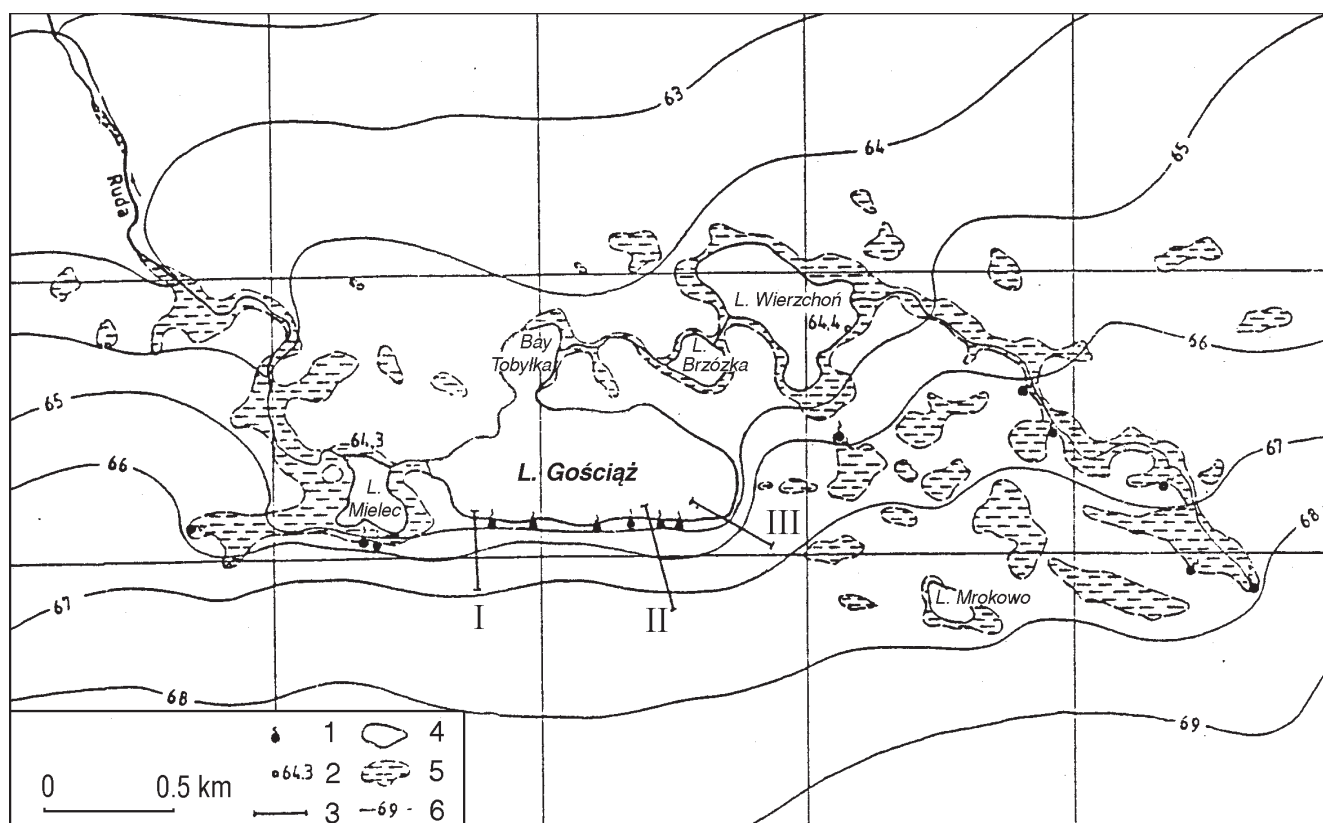 63
64
65
Ruda
L. Wierzchoń
64.4
Bay
Tobyłka
L.
Brzózka
66
65
64.3
67
L. Gościąż
66
L.
Mielec
III
68
L. Mrokowo
67
I
II
68
69
1
4
64.3 2
5
0
0.5 km
3
69
6